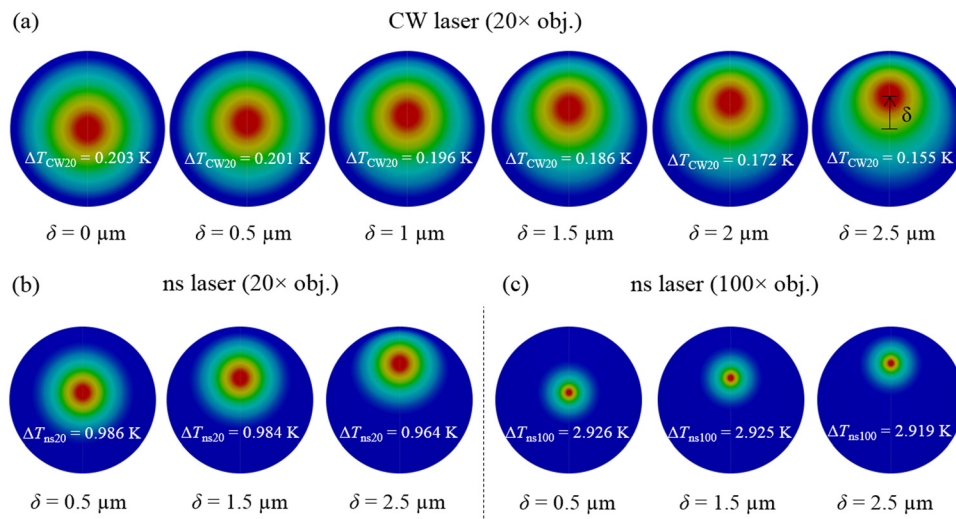 (a) CW laser (20× obj.)
ΔT_CW20 = 0.203 K ΔT_CW20 = 0.201 K ΔT_CW20 = 0.196 K ΔT_CW20 = 0.186 K ΔT_CW20 = 0.172 K ΔT_CW20 = 0.155 K
δ
δ = 0 µm δ = 0.5 µm δ = 1 µm δ = 1.5 µm δ = 2 µm δ = 2.5 µm
(b) ns laser (20× obj.) (c) ns laser (100× obj.)
ΔT_ns20 = 0.986 K ΔT_ns20 = 0.984 K ΔT_ns20 = 0.964 K ΔT_ns100 = 2.926 K ΔT_ns100 = 2.925 K ΔT_ns100 = 2.919 K
δ = 0.5 µm δ = 1.5 µm δ = 2.5 µm δ = 0.5 µm δ = 1.5 µm δ = 2.5 µm